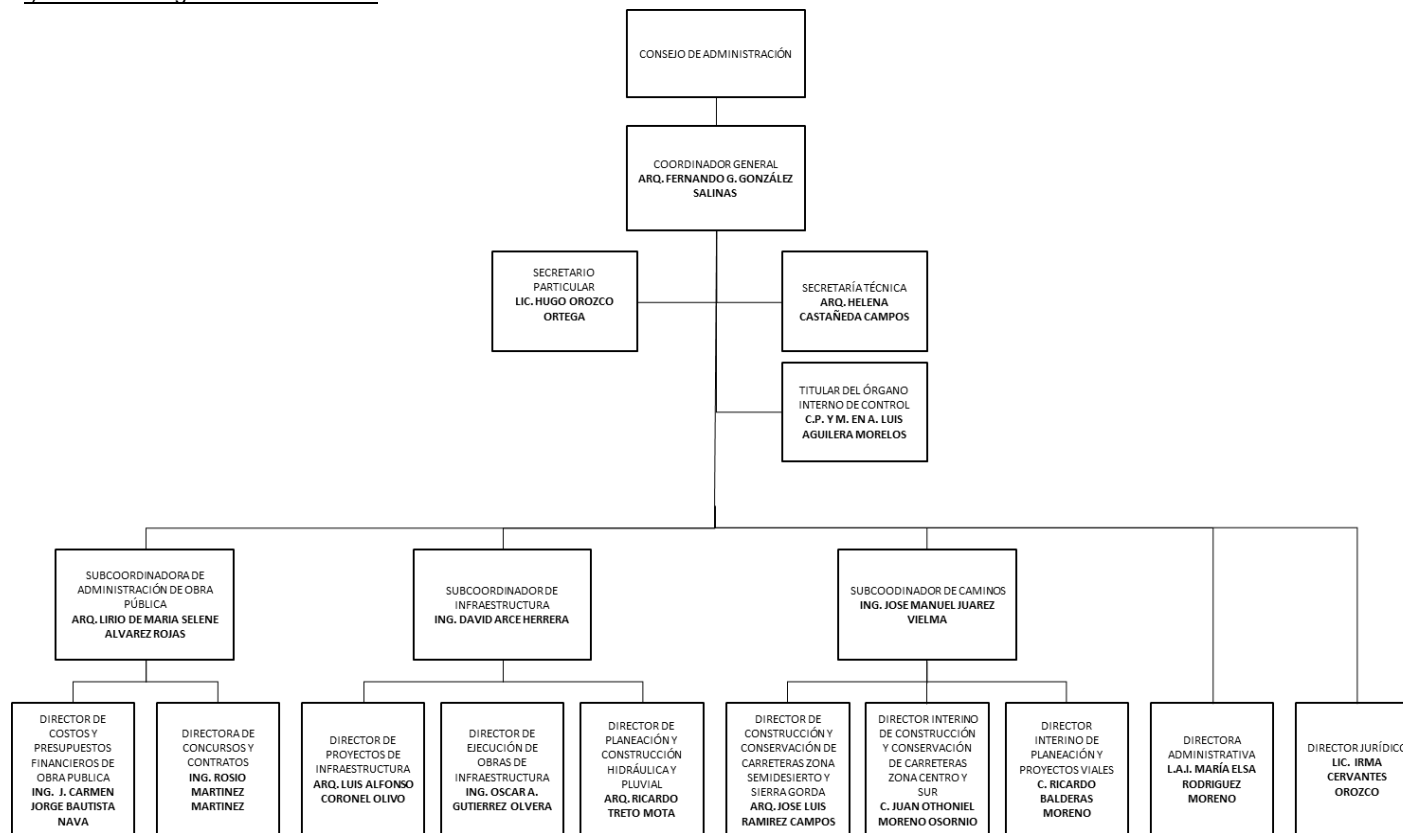 CONSEJO DE ADMINISTRACIÓN
COORDINADOR GENERAL
ARQ. FERNANDO G. GONZÁLEZ
SALINAS
SECRETARIO
PARTICULAR
LIC. HUGO OROZCO
ORTEGA
SECRETARÍA TÉCNICA
ARQ. HELENA
CASTAÑEDA CAMPOS
TITULAR DEL ÓRGANO
INTERNO DE CONTROL
C.P. Y M. EN A. LUIS
AGUILERA MORELOS
SUBCOORDINADORA DE
ADMINISTRACIÓN DE OBRA
PÚBLICA
ARQ. LIRIO DE MARIA SELENE
ALVAREZ ROJAS
SUBCOORDINADOR DE
INFRAESTRUCTURA
ING. DAVID ARCE HERRERA
SUBCOODINADOR DE CAMINOS
ING. JOSE MANUEL JUAREZ
VIELMA
DIRECTOR DE
COSTOS Y
PRESUPUESTOS
FINANCIEROS DE
OBRA PUBLICA
ING. J. CARMEN
JORGE BAUTISTA
NAVA
DIRECTORA DE
CONCURSOS Y
CONTRATOS
ING. ROSIO
MARTINEZ
MARTINEZ
DIRECTOR DE
PROYECTOS DE
INFRAESTRUCTURA
ARQ. LUIS ALFONSO
CORONEL OLIVO
DIRECTOR DE
EJECUCIÓN DE
OBRAS DE
INFRAESTRUCTURA
ING. OSCAR A.
GUTIERREZ OLVERA
DIRECTOR DE
PLANEACIÓN Y
CONSTRUCCIÓN
HIDRÁULICA Y
PLUVIAL
ARQ. RICARDO
TRETO MOTA
DIRECTOR DE
CONSTRUCCIÓN Y
CONSERVACIÓN DE
CARRETERAS ZONA
SEMIDESIERTO Y
SIERRA GORDA
ARQ. JOSE LUIS
RAMIREZ CAMPOS
DIRECTOR INTERINO
DE CONSTRUCCIÓN
Y CONSERVACIÓN
DE CARRETERAS
ZONA CENTRO Y
SUR
C. JUAN OTHONIEL
MORENO OSORNIO
DIRECTOR
INTERINO DE
PLANEACIÓN Y
PROYECTOS VIALES
C. RICARDO
BALDERAS
MORENO
DIRECTORA
ADMINISTRATIVA
L.A.I. MARÍA ELSA
RODRIGUEZ
MORENO
DIRECTOR JURÍDICO
LIC. IRMA
CERVANTES
OROZCO